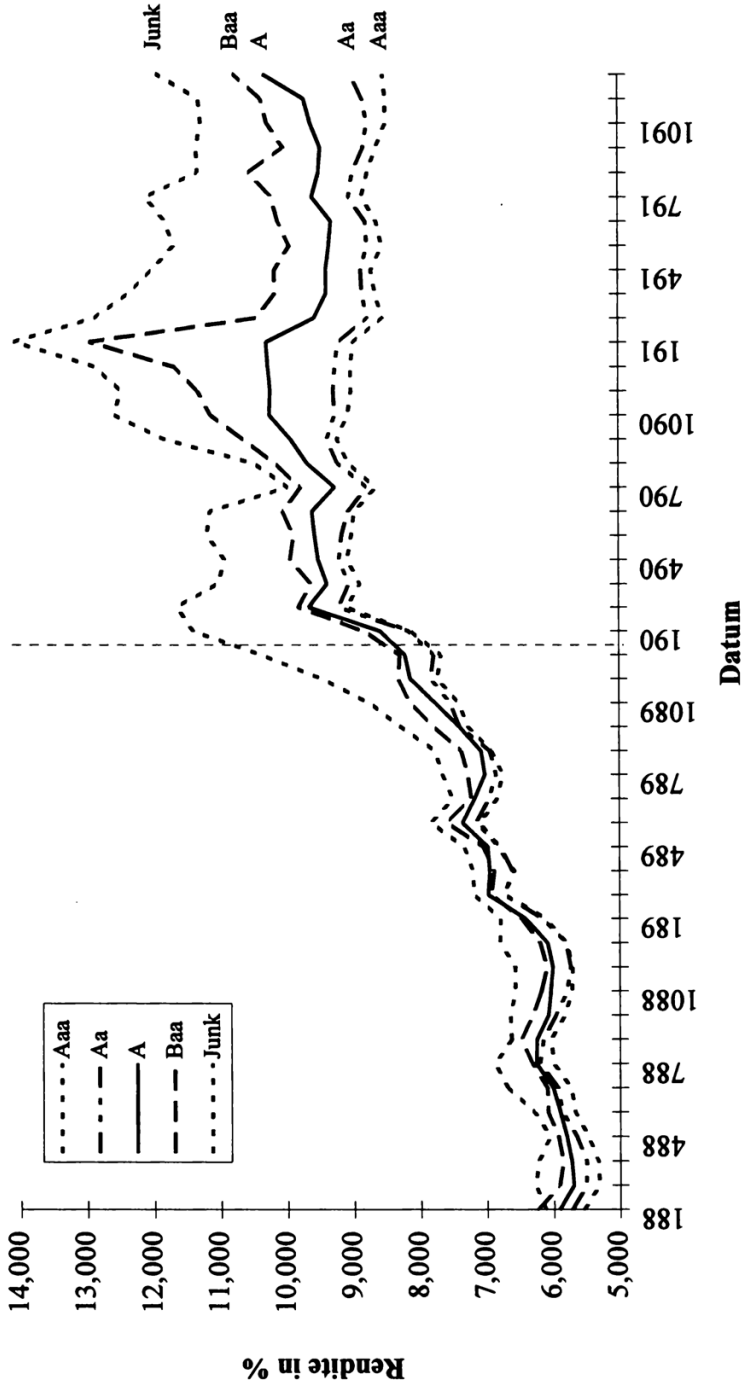 Rendite in %
14,000
13,000
12,000
11,000
10,000
9,000
8,000
7,000
6,000
5,000
Aaa
Aa
A
Baa
Junk
Junk
Baa
A
Aa
Aaa
188
488
788
1088
189
489
789
1089
190
490
790
1090
191
491
791
1091
Datum